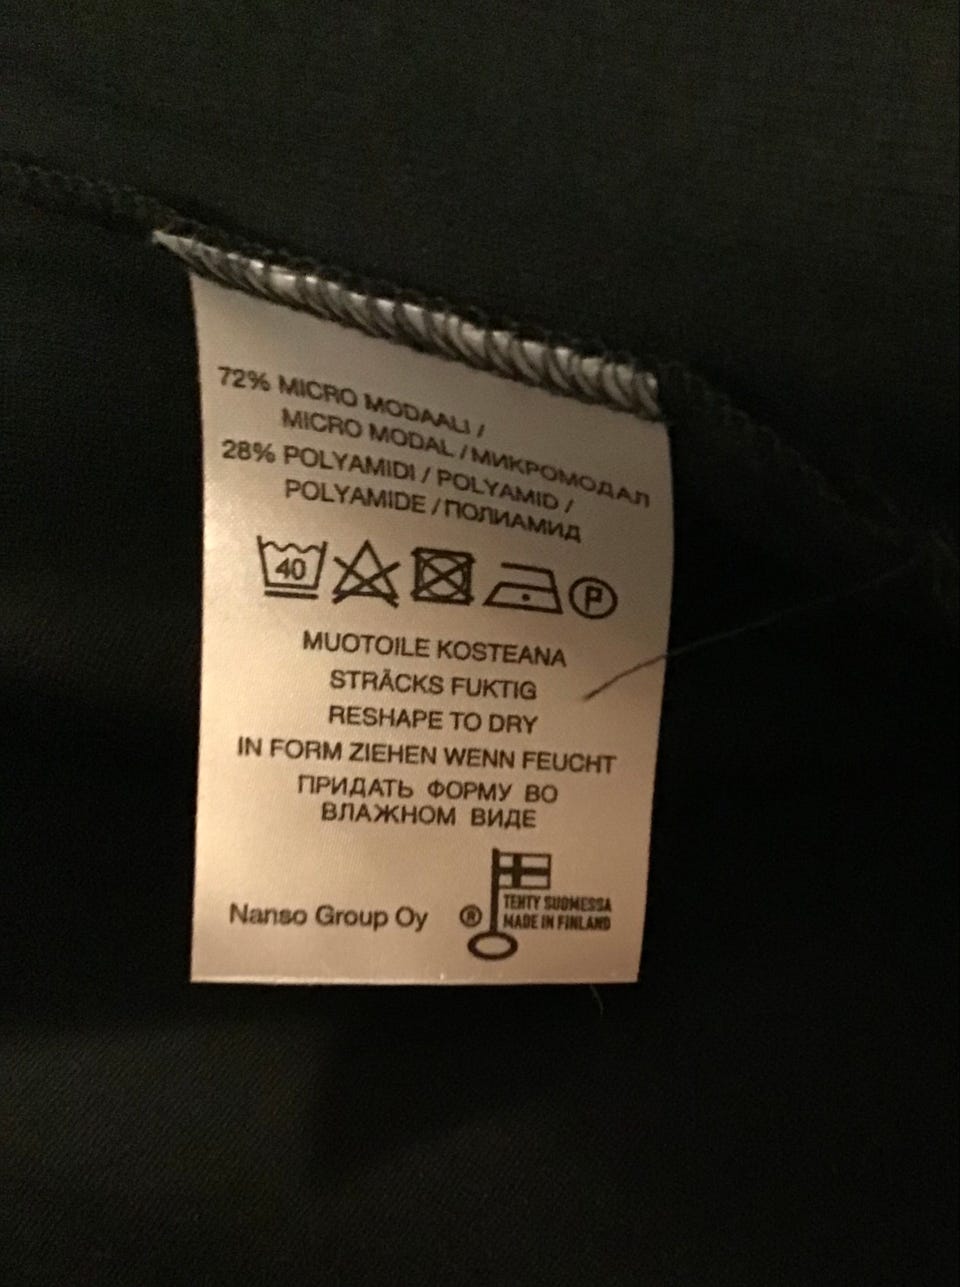 72% MICRO MODAALI /
MICRO MODAL / МИКРОМОДАЛ
28% POLYAMIDI / POLYAMID /
POLYAMIDE / ПОЛИАМИД
40
P
MUOTOILE KOSTEANA
STRÄCKS FUKTIG
RESHAPE TO DRY
IN FORM ZIEHEN WENN FEUCHT
ПРИДАТЬ ФОРМУ ВО
ВЛАЖНОМ ВИДЕ
Nanso Group Oy
®
TEHTY SUOMESSA
MADE IN FINLAND